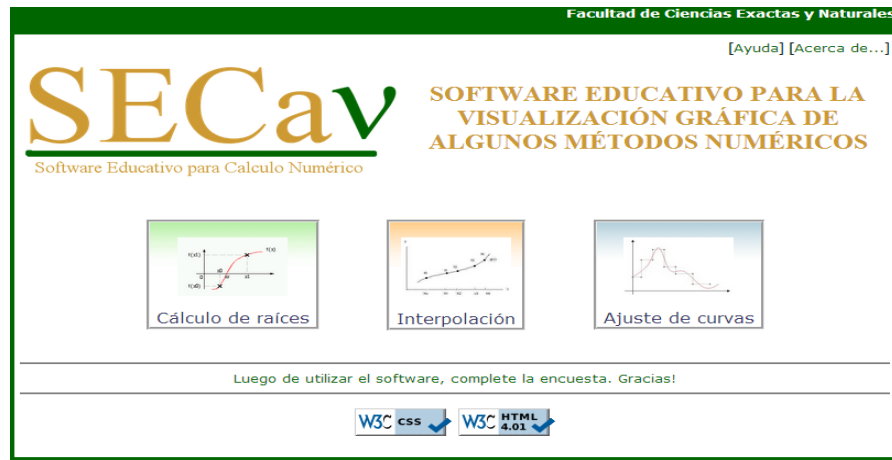 Facultad de Ciencias Exactas y Naturales
[Ayuda] [Acerca de...]
SECav
Software Educativo para Calculo Numérico
SOFTWARE EDUCATIVO PARA LA
VISUALIZACIÓN GRÁFICA DE
ALGUNOS MÉTODOS NUMÉRICOS
Cálculo de raíces
Interpolación
Ajuste de curvas
Luego de utilizar el software, complete la encuesta. Gracias!
W3C css
W3C HTML 4.01